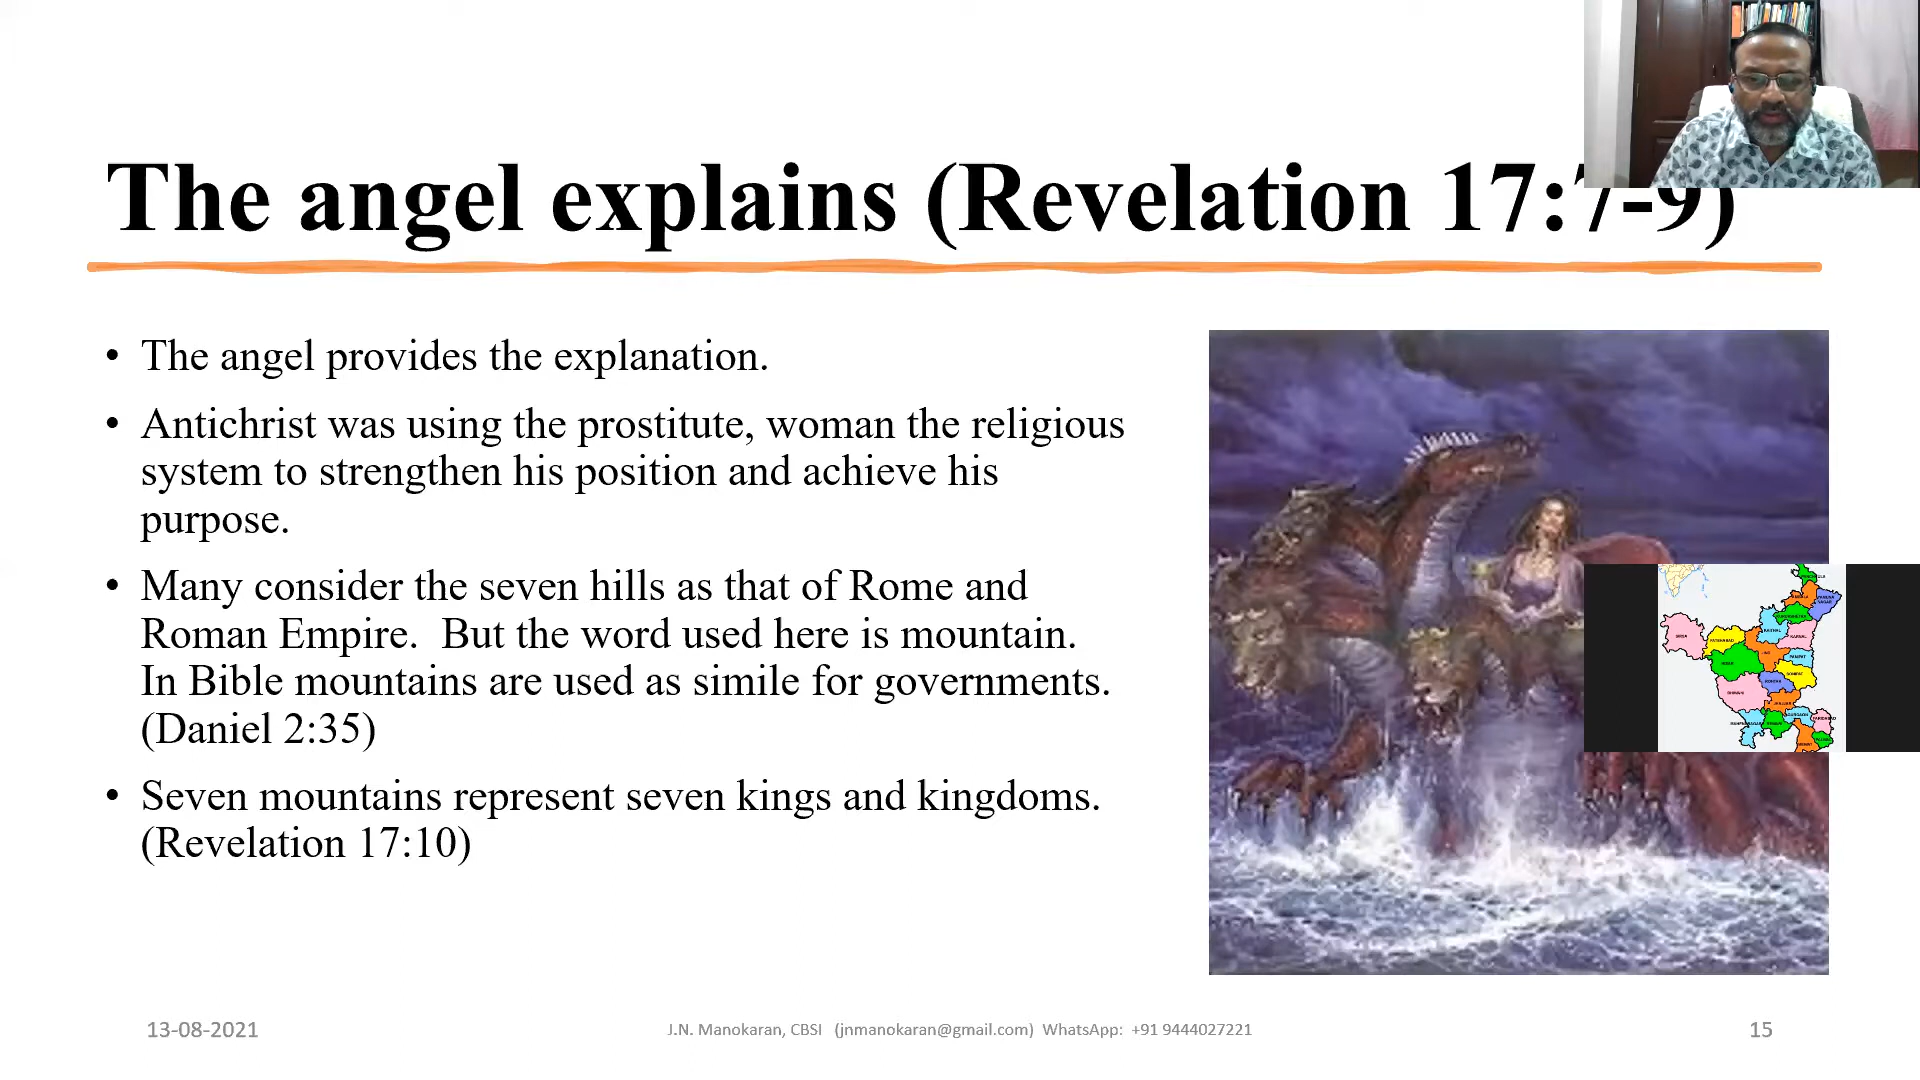 The angel explains (Revelation 17:7-9)
• The angel provides the explanation.
• Antichrist was using the prostitute, woman the religious
system to strengthen his position and achieve his
purpose.
• Many consider the seven hills as that of Rome and
Roman Empire.  But the word used here is mountain.
In Bible mountains are used as simile for governments.
(Daniel 2:35)
• Seven mountains represent seven kings and kingdoms.
(Revelation 17:10)
13-08-2021
J.N. Manokaran, CBSI   (jnmanokaran@gmail.com)  WhatsApp:  +91 9444027221
15